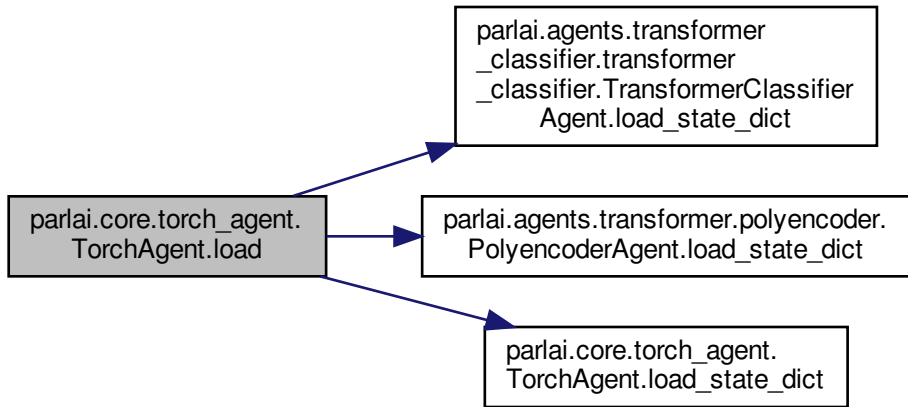 parlai.agents.transformer
_classifier.transformer
_classifier.TransformerClassifier
Agent.load_state_dict
parlai.core.torch_agent.
TorchAgent.load
parlai.agents.transformer.polyencoder.
PolyencoderAgent.load_state_dict
parlai.core.torch_agent.
TorchAgent.load_state_dict